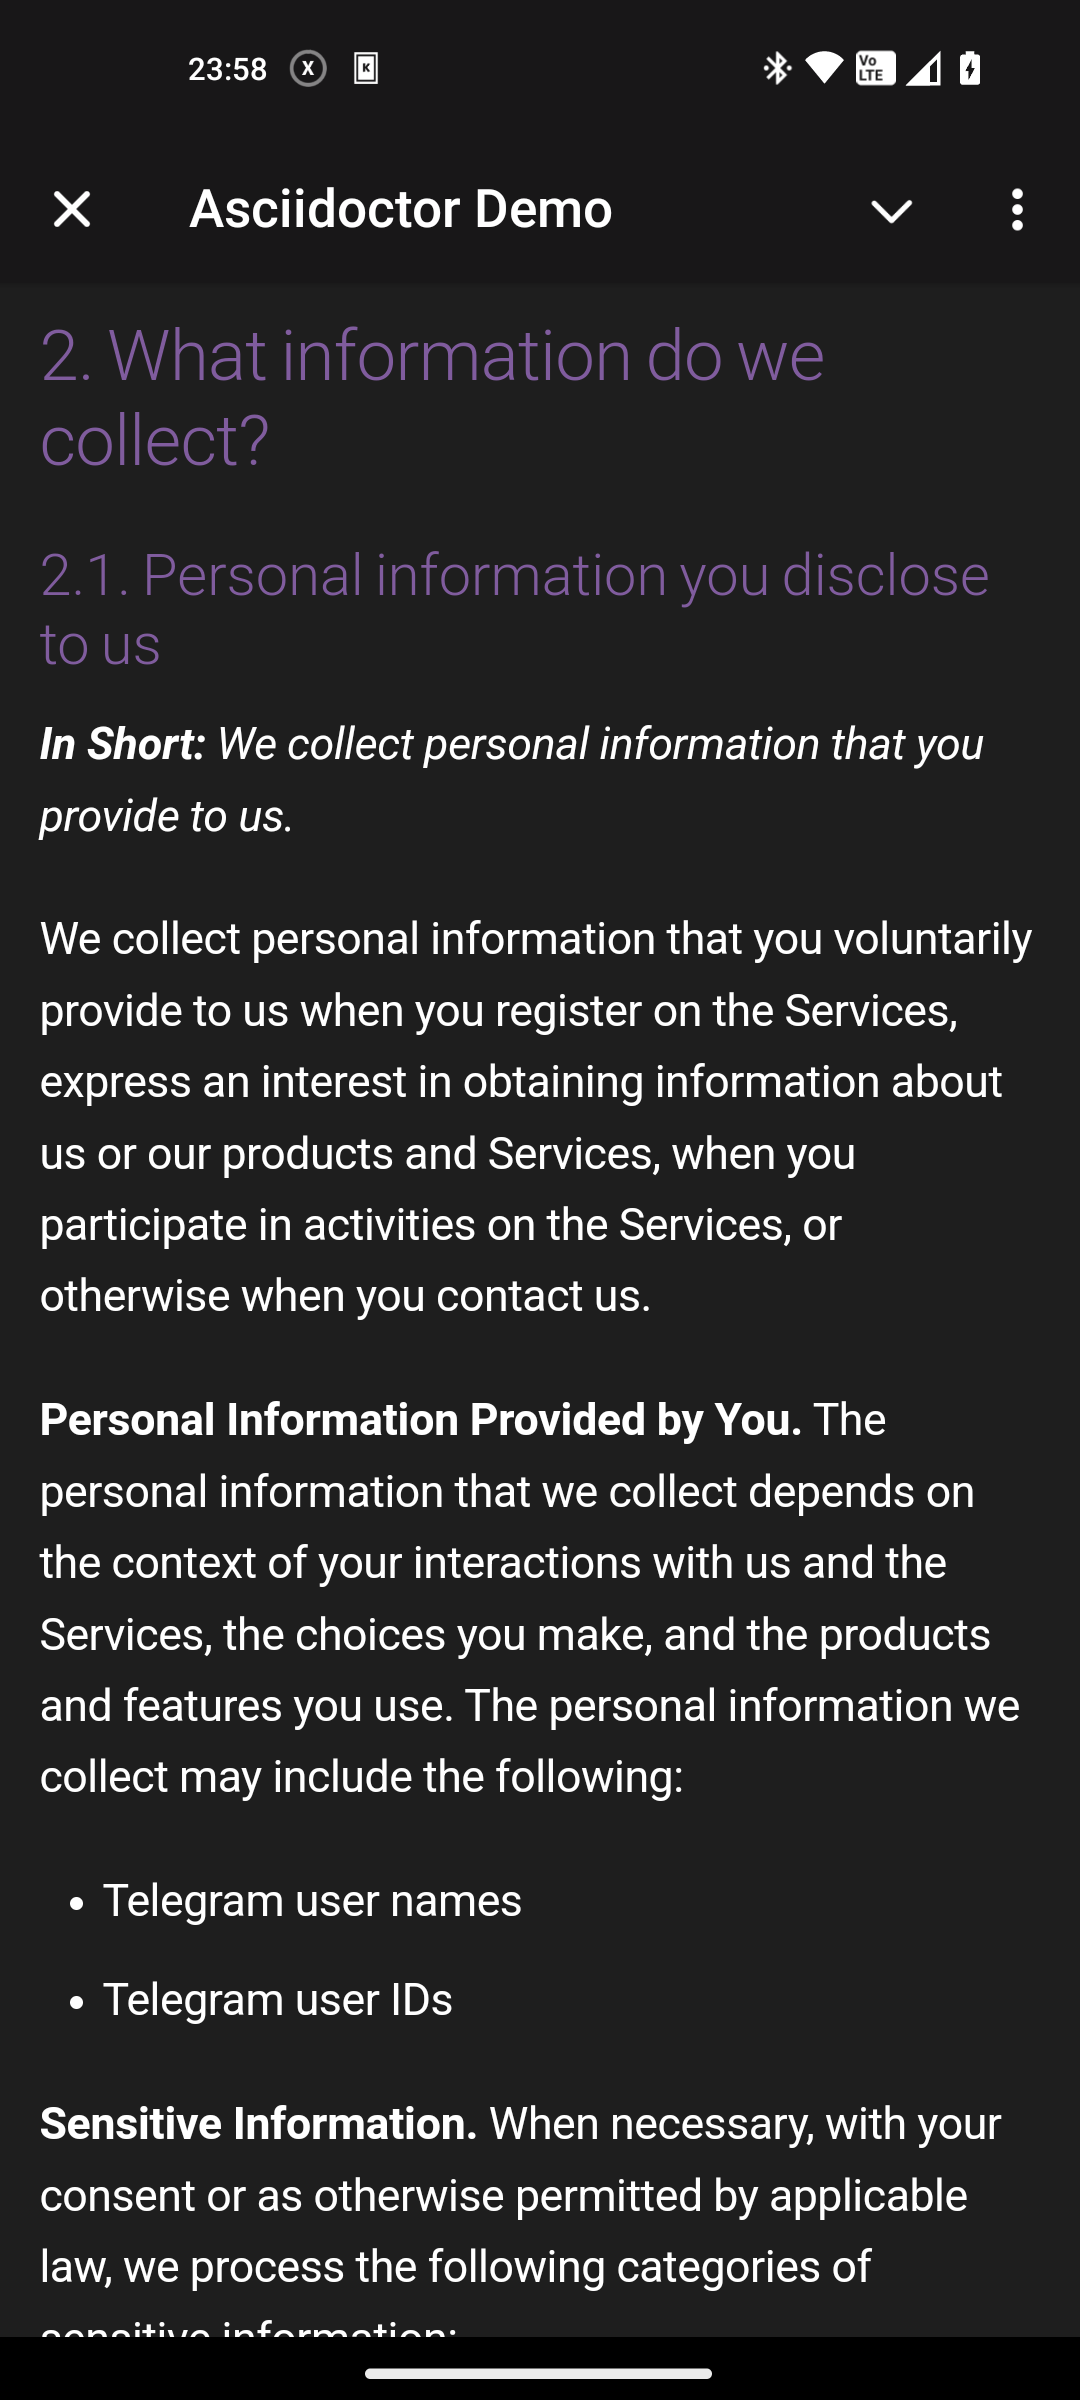 23:58 X K Vo LTE
Asciidoctor Demo
2. What information do we
collect?
2.1. Personal information you disclose
to us
In Short: We collect personal information that you
provide to us.
We collect personal information that you voluntarily
provide to us when you register on the Services,
express an interest in obtaining information about
us or our products and Services, when you
participate in activities on the Services, or
otherwise when you contact us.
Personal Information Provided by You. The
personal information that we collect depends on
the context of your interactions with us and the
Services, the choices you make, and the products
and features you use. The personal information we
collect may include the following:
• Telegram user names
• Telegram user IDs
Sensitive Information. When necessary, with your
consent or as otherwise permitted by applicable
law, we process the following categories of
sensitive information: